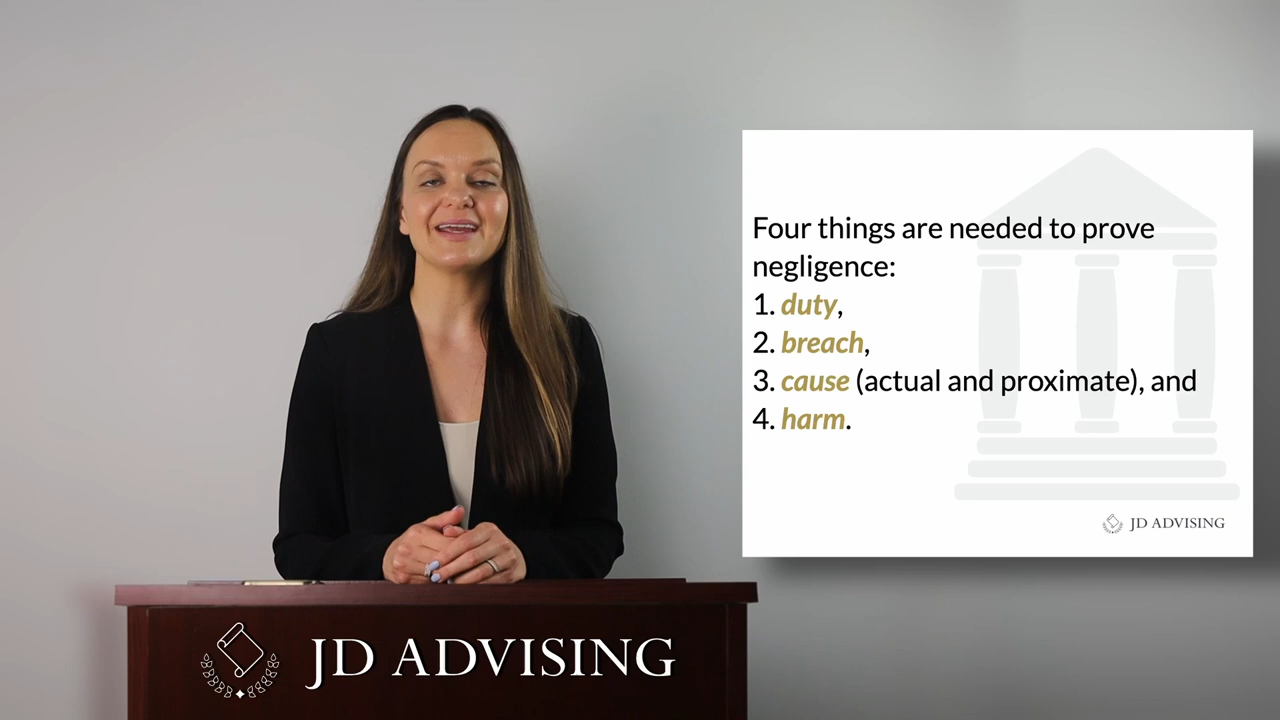 Four things are needed to prove
negligence:
1. duty,
2. breach,
3. cause (actual and proximate), and
4. harm.
JD ADVISING
JD ADVISING